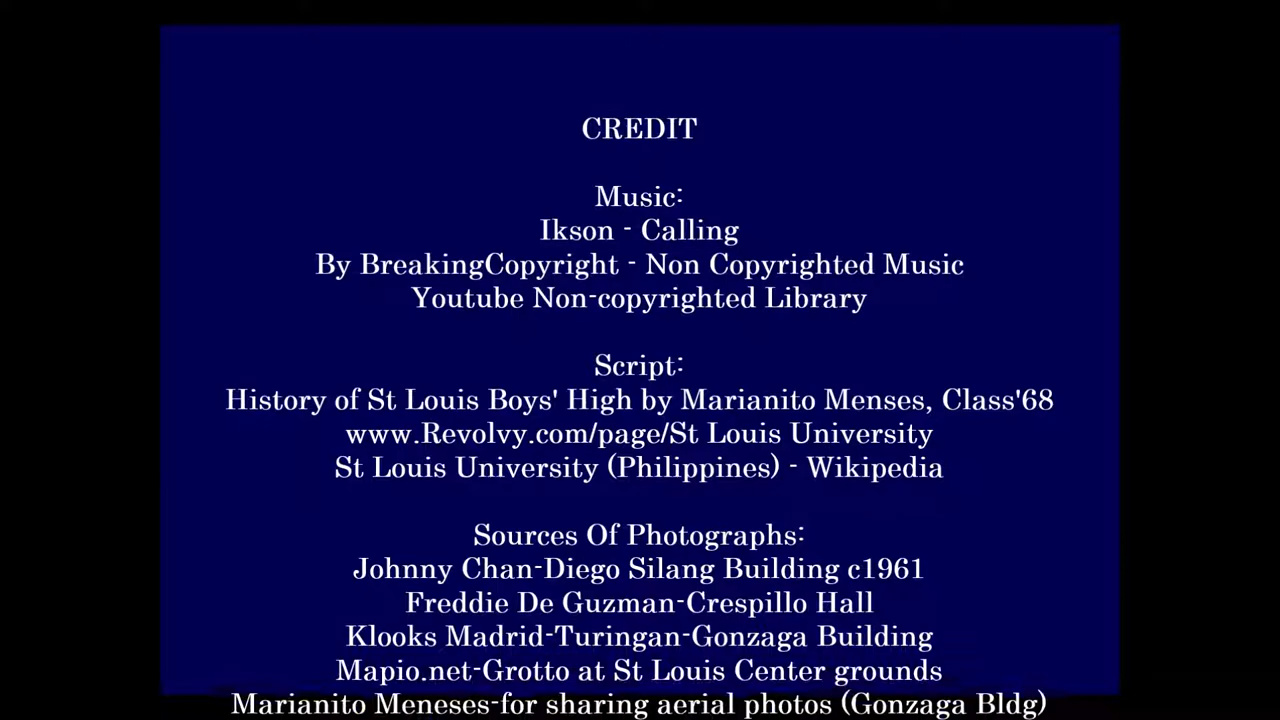 CREDIT
Music:
Ikson - Calling
By BreakingCopyright - Non Copyrighted Music
Youtube Non-copyrighted Library
Script:
History of St Louis Boys' High by Marianito Menses, Class'68
www.Revolvy.com/page/St Louis University
St Louis University (Philippines) - Wikipedia
Sources Of Photographs:
Johnny Chan-Diego Silang Building c1961
Freddie De Guzman-Crespillo Hall
Klooks Madrid-Turingan-Gonzaga Building
Mapio.net-Grotto at St Louis Center grounds
Marianito Meneses-for sharing aerial photos (Gonzaga Bldg)